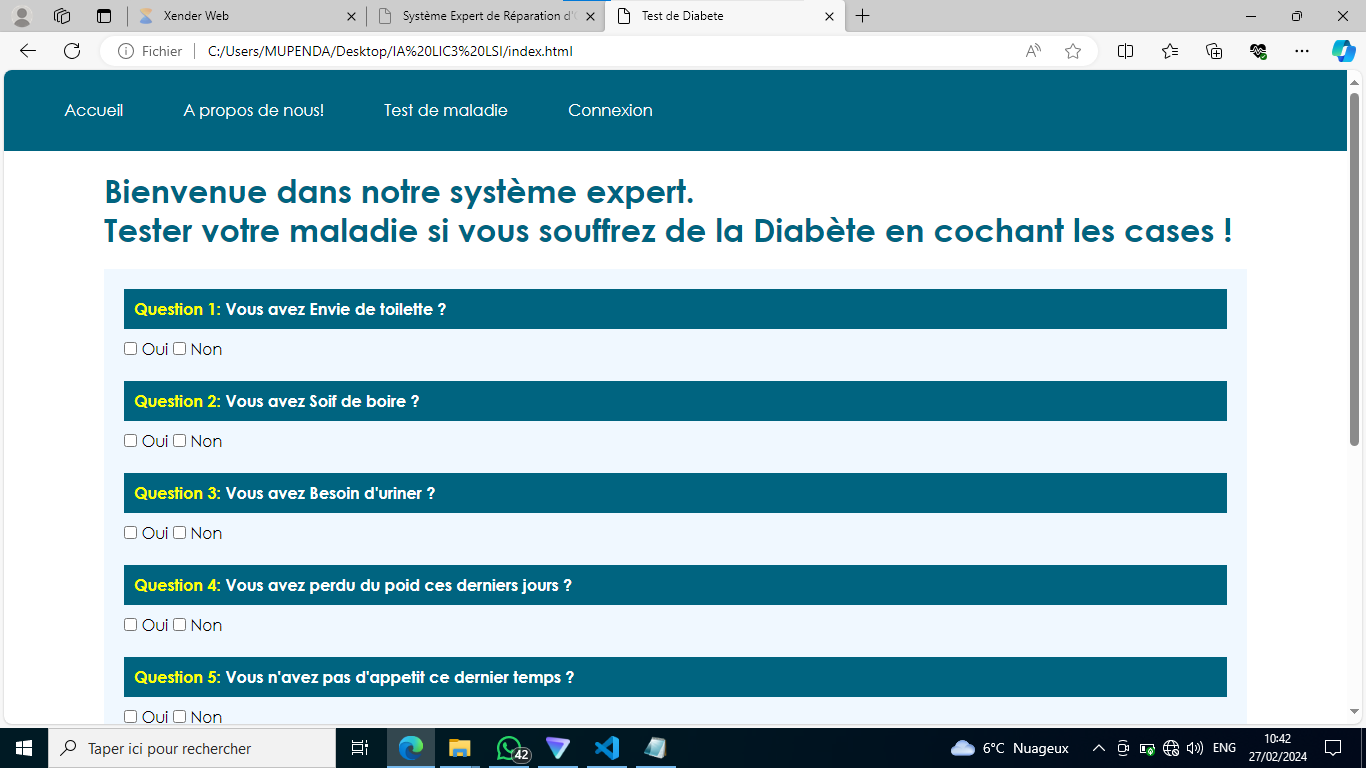 Xender Web
Système Expert de Réparation d'
Test de Diabete
Fichier
C:/Users/MUPENDA/Desktop/IA%20LIC3%20LSI/index.html
Accueil
A propos de nous!
Test de maladie
Connexion
Bienvenue dans notre système expert.
Tester votre maladie si vous souffrez de la Diabète en cochant les cases !
Question 1: Vous avez Envie de toilette ?
Oui Non
Question 2: Vous avez Soif de boire ?
Oui Non
Question 3: Vous avez Besoin d'uriner ?
Oui Non
Question 4: Vous avez perdu du poid ces derniers jours ?
Oui Non
Question 5: Vous n'avez pas d'appetit ce dernier temps ?
Oui Non
Taper ici pour rechercher
42
6°C Nuageux
ENG
10:42
27/02/2024